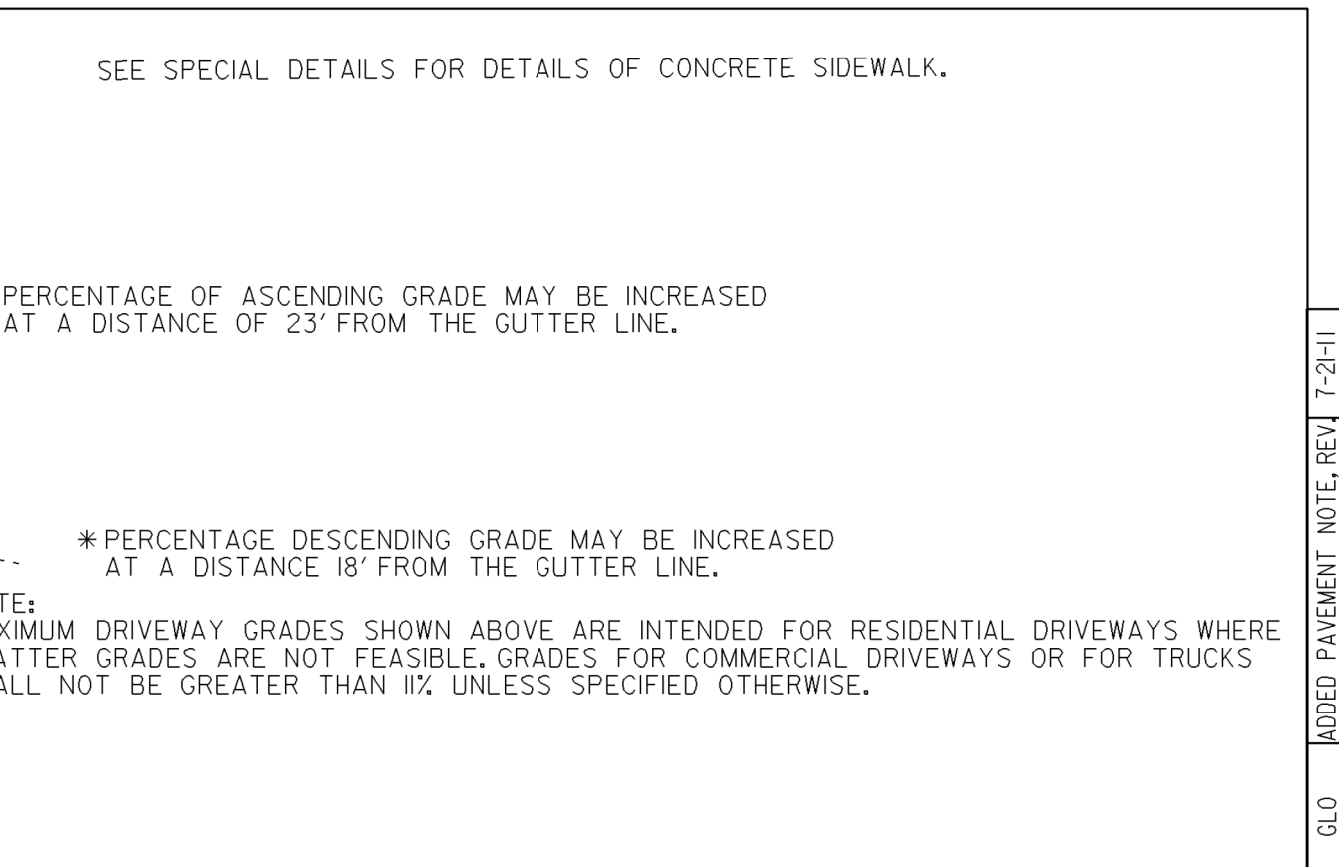 SEE SPECIAL DETAILS FOR DETAILS OF CONCRETE SIDEWALK.
PERCENTAGE OF ASCENDING GRADE MAY BE INCREASED
AT A DISTANCE OF 23' FROM THE GUTTER LINE.
*PERCENTAGE DESCENDING GRADE MAY BE INCREASED
AT A DISTANCE 18' FROM THE GUTTER LINE.
TE:
XIMUM DRIVEWAY GRADES SHOWN ABOVE ARE INTENDED FOR RESIDENTIAL DRIVEWAYS WHERE
ATTER GRADES ARE NOT FEASIBLE. GRADES FOR COMMERCIAL DRIVEWAYS OR FOR TRUCKS
ALL NOT BE GREATER THAN 11% UNLESS SPECIFIED OTHERWISE.
7-21-11
ADDED PAVEMENT NOTE, REV.
GLO